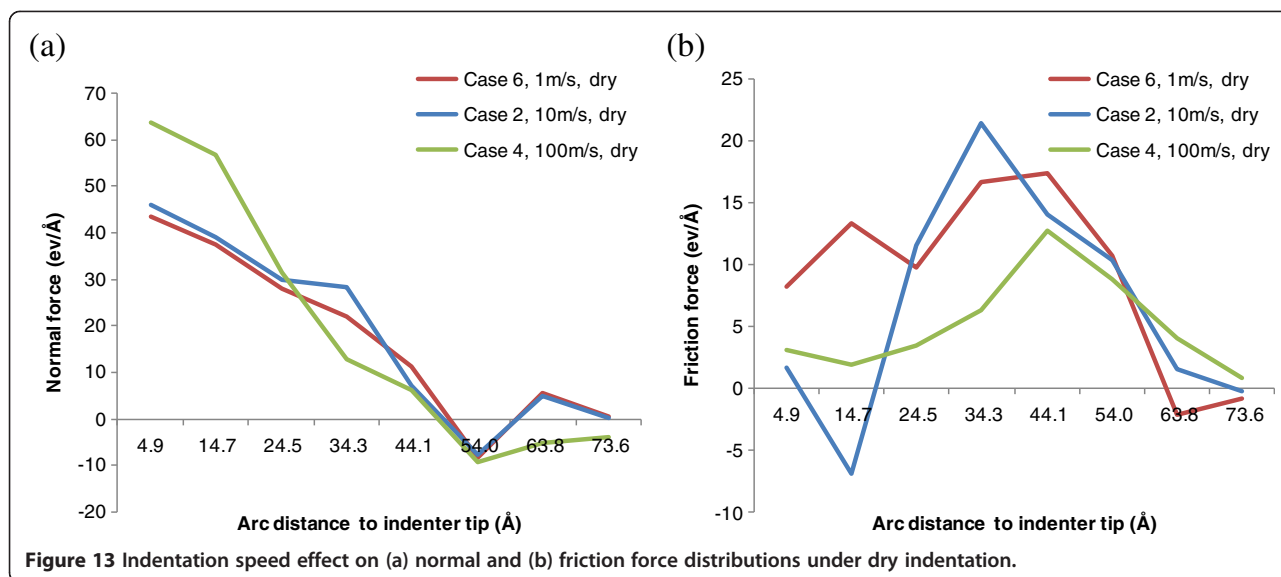 (a)
Case 6, 1m/s, dry
Case 2, 10m/s, dry
Case 4, 100m/s, dry
70
60
50
40
30
20
10
0
-10
-20
Normal force (ev/Å)
4.9 14.7 24.5 34.3 44.1 54.0 63.8 73.6
Arc distance to indenter tip (Å)
(b)
Case 6, 1m/s, dry
Case 2, 10m/s, dry
Case 4, 100m/s, dry
25
20
15
10
5
0
-5
-10
Friction force (ev/Å)
4.9 14.7 24.5 34.3 44.1 54.0 63.8 73.6
Arc distance to indenter tip (Å)
Figure 13 Indentation speed effect on (a) normal and (b) friction force distributions under dry indentation.